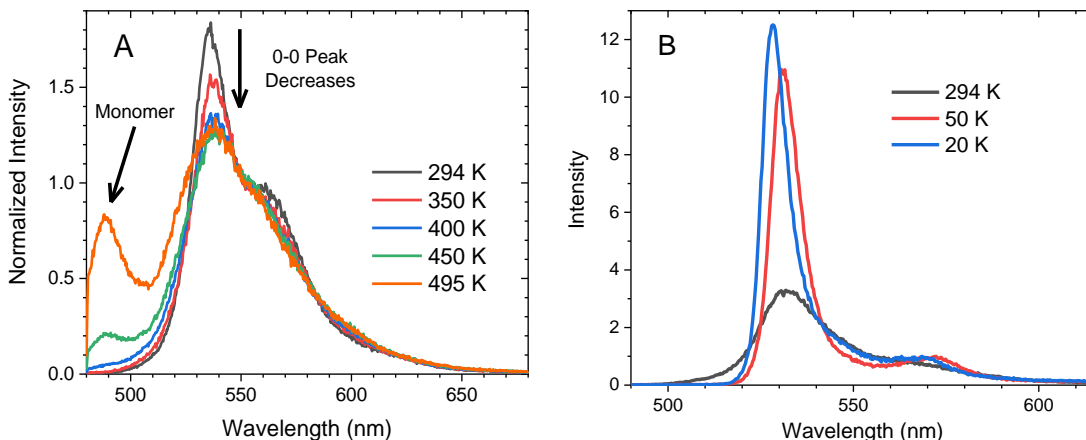 A
0-0 Peak
Decreases
Monomer
294 K
350 K
400 K
450 K
495 K
Normalized Intensity
0.0
0.5
1.0
1.5
500
550
600
650
Wavelength (nm)
B
294 K
50 K
20 K
Intensity
0
2
4
6
8
10
12
500
550
600
Wavelength (nm)